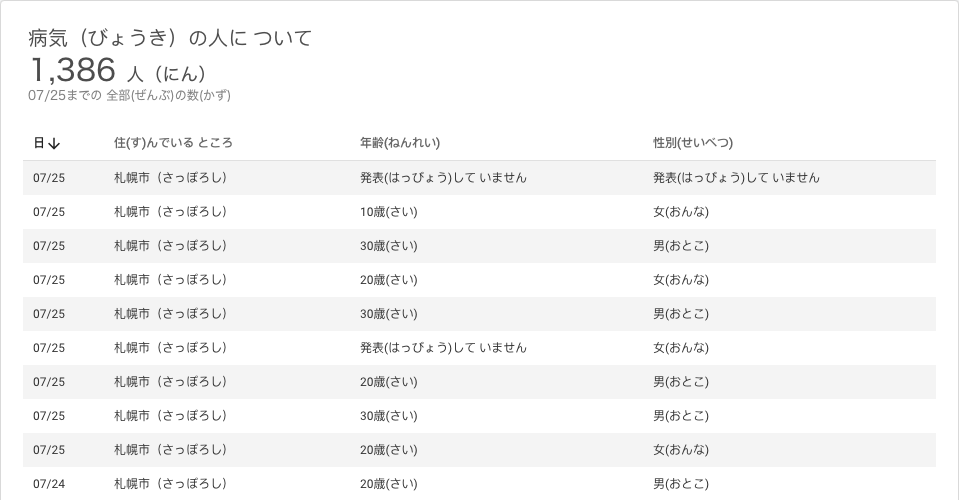 病気（びょうき）の人に ついて
1,386 人（にん）
07/25までの 全部(ぜんぶ)の数(かず)
日↓ 住(す)んでいる ところ 年齢(ねんれい) 性別(せいべつ)
07/25 札幌市（さっぽろし） 発表(はっぴょう)して いません 発表(はっぴょう)して いません
07/25 札幌市（さっぽろし） 10歳(さい) 女(おんな)
07/25 札幌市（さっぽろし） 30歳(さい) 男(おとこ)
07/25 札幌市（さっぽろし） 20歳(さい) 女(おんな)
07/25 札幌市（さっぽろし） 30歳(さい) 男(おとこ)
07/25 札幌市（さっぽろし） 発表(はっぴょう)して いません 女(おんな)
07/25 札幌市（さっぽろし） 20歳(さい) 男(おとこ)
07/25 札幌市（さっぽろし） 30歳(さい) 男(おとこ)
07/25 札幌市（さっぽろし） 20歳(さい) 女(おんな)
07/24 札幌市（さっぽろし） 20歳(さい) 男(おとこ)